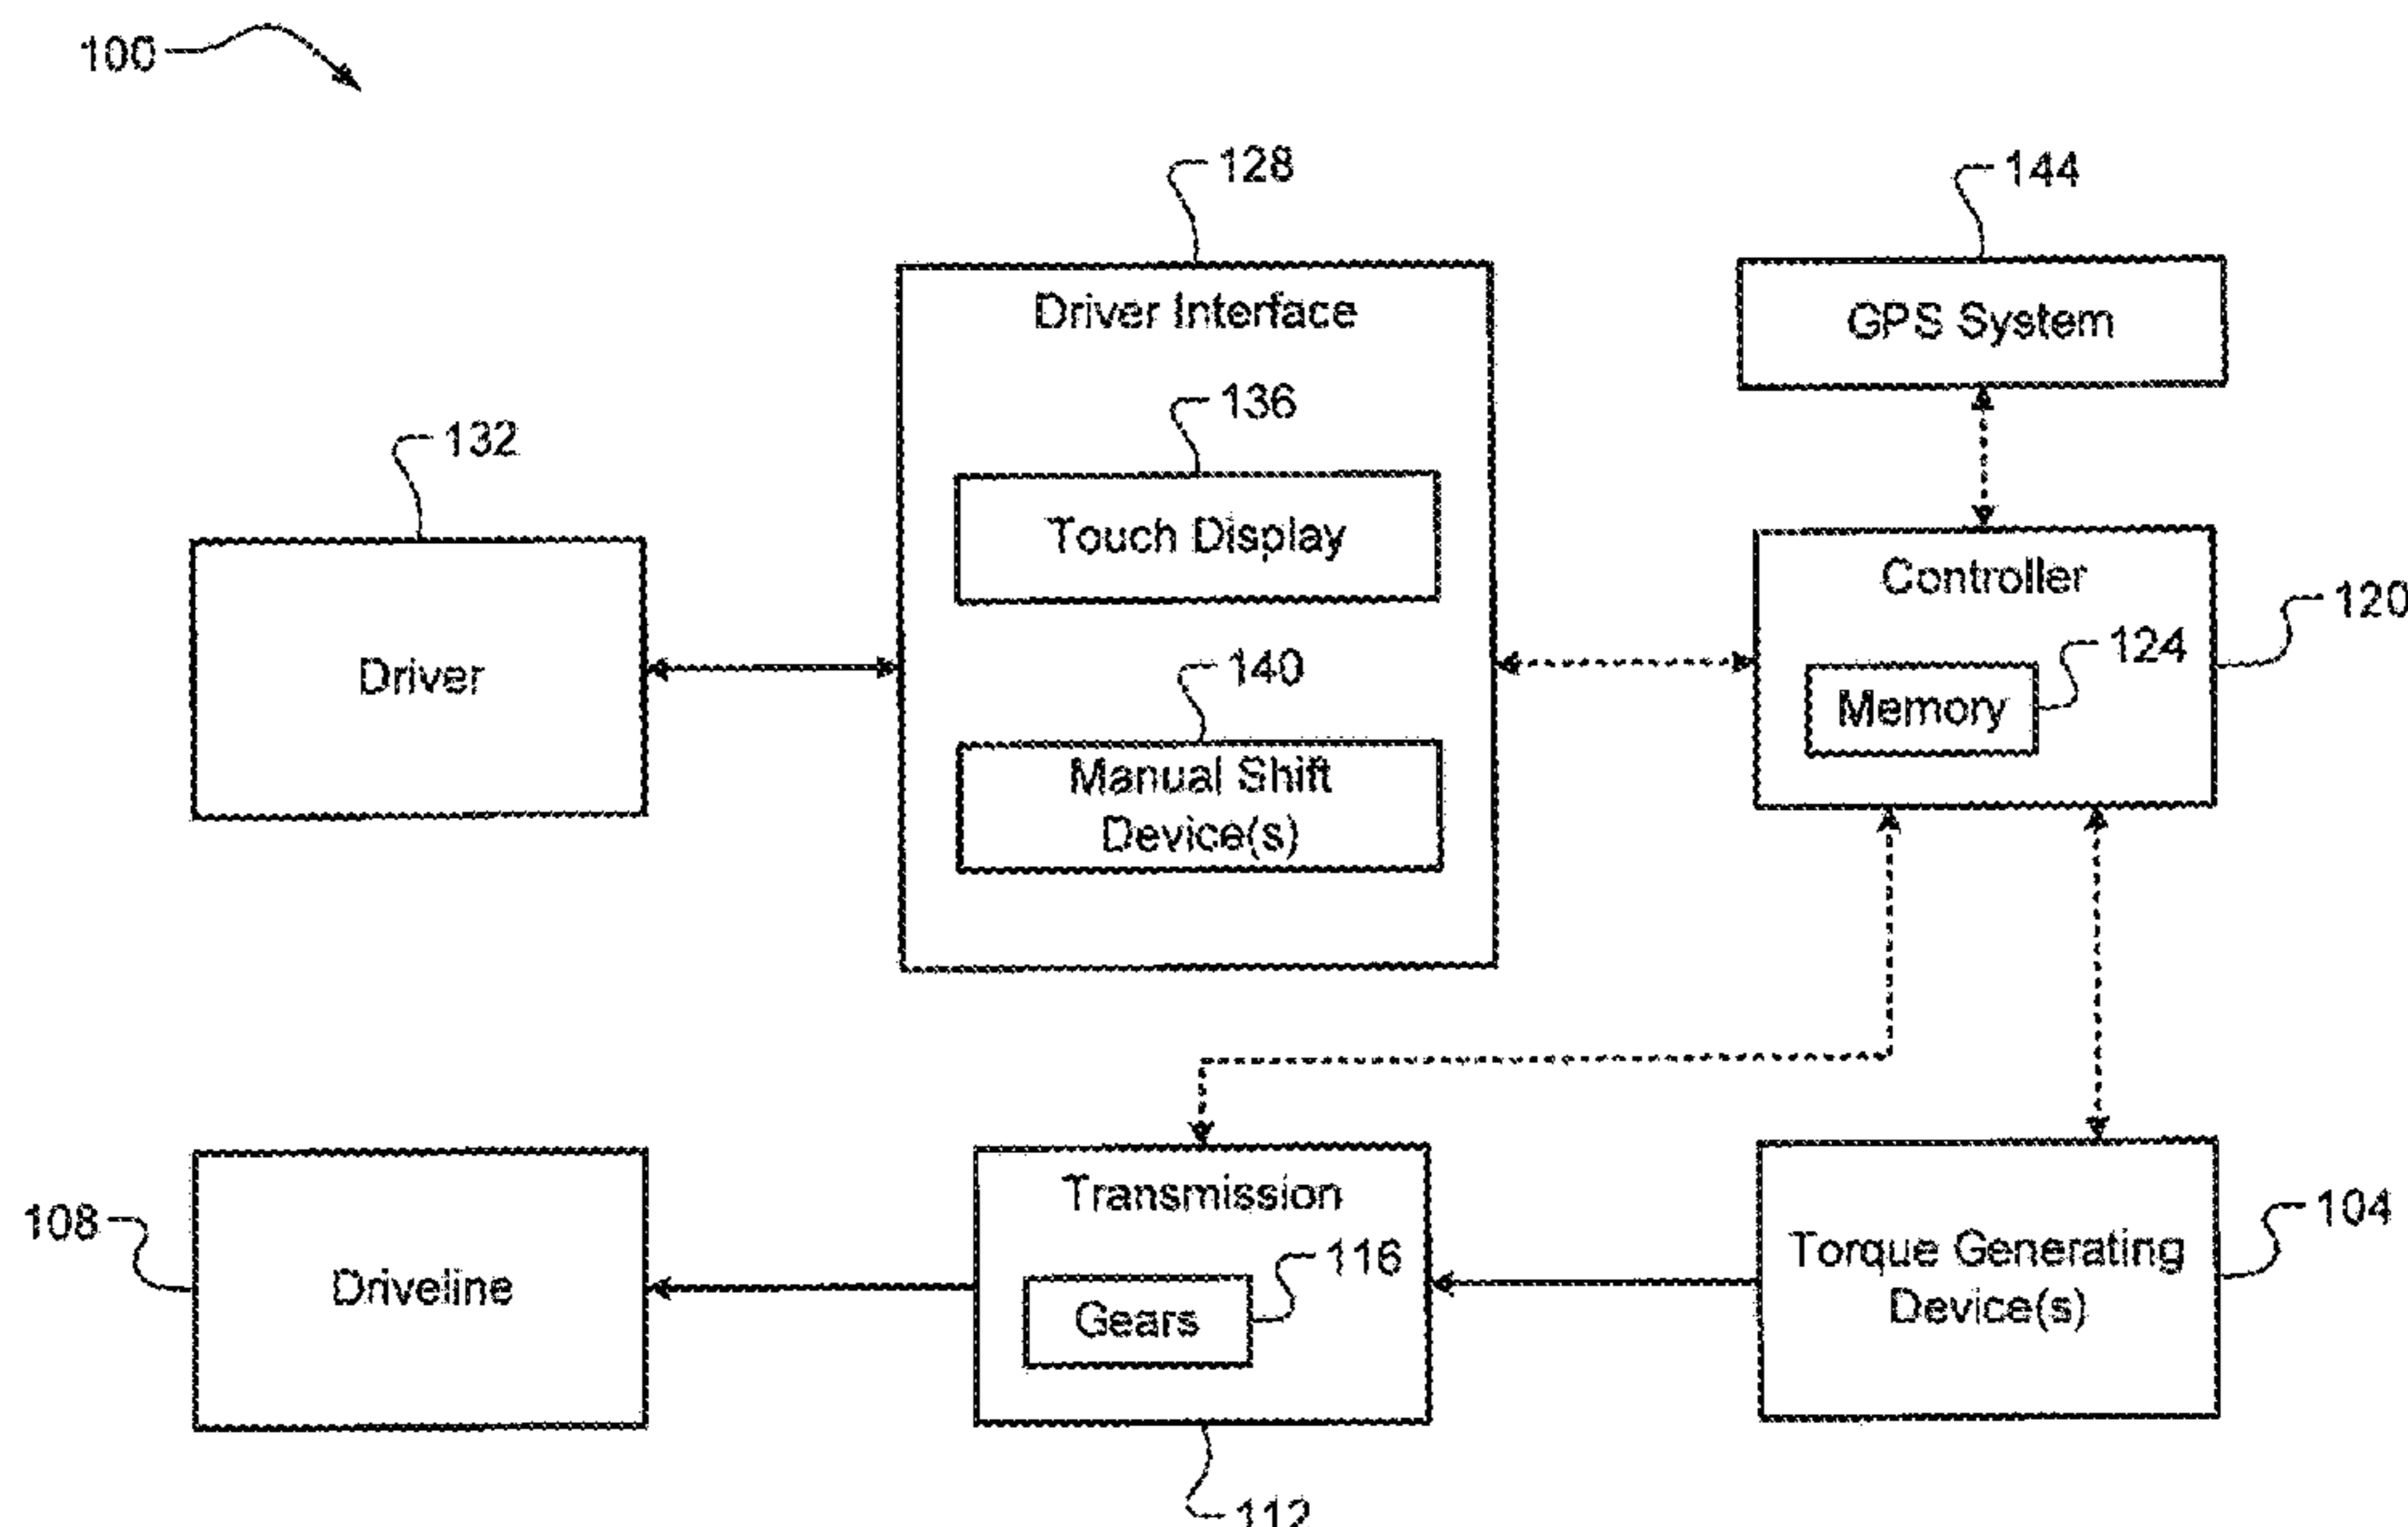 100
128
144
Driver Interface
GPS System
136
132
Touch Display
Controller
120
124
140
Driver
Memory
Manual Shift
Device(s)
Transmission
108
104
116
Torque Generating
Device(s)
Driveline
Gears
112